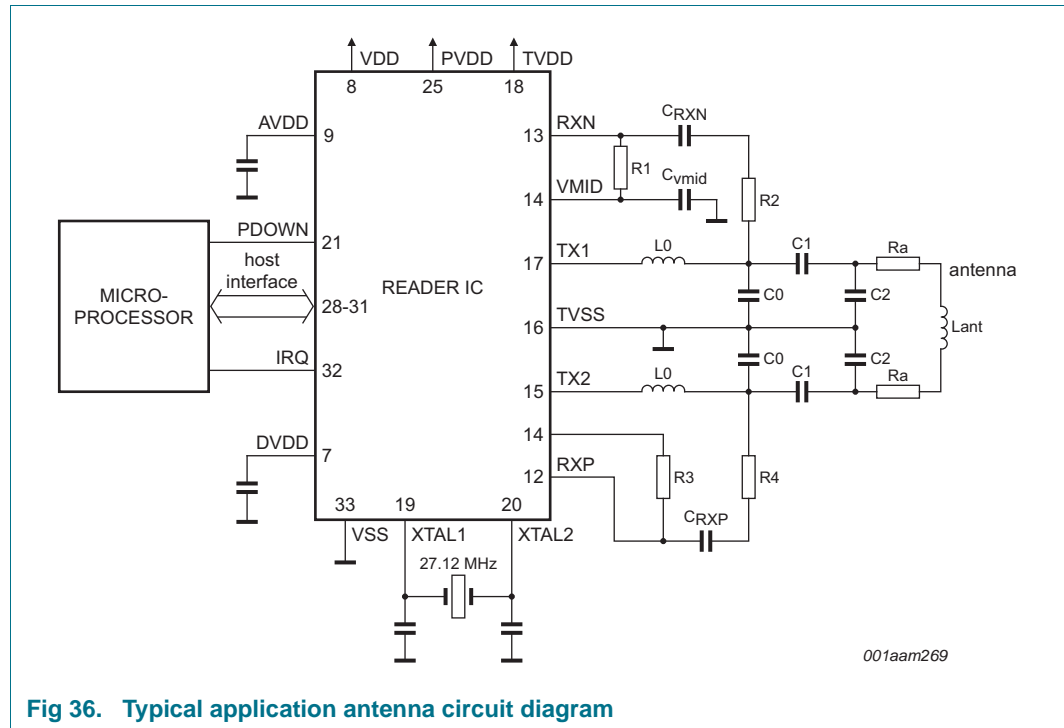 VDD PVDD TVDD
8 25 18
AVDD 9 13 RXN CRXN
R1
14 VMID Cvmid R2
PDOWN 21
17 TX1 L0 C1 Ra antenna
host
interface
MICRO-
PROCESSOR
READER IC
28-31
C0 C2
16 TVSS Lant
IRQ 32
C0 C2
15 TX2 L0 C1 Ra
14
DVDD 7
12 RXP R3 R4
CRXP
33 19 20
VSS XTAL1 XTAL2
27.12 MHz
001aam269
Fig 36. Typical application antenna circuit diagram